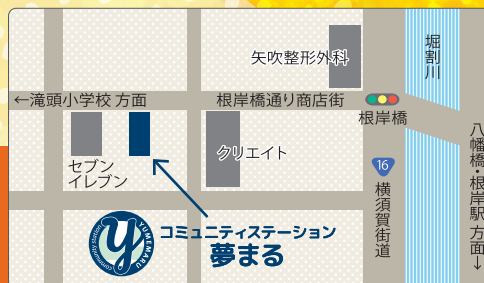 矢吹整形外科
堀割川
←滝頭小学校 方面
根岸橋通り商店街
根岸橋
セブン
イレブン
クリエイト
16
横須賀街道
八幡橋・根岸駅 方面→
YUMEMARU
y
community station
コミュニティステーション
夢まる